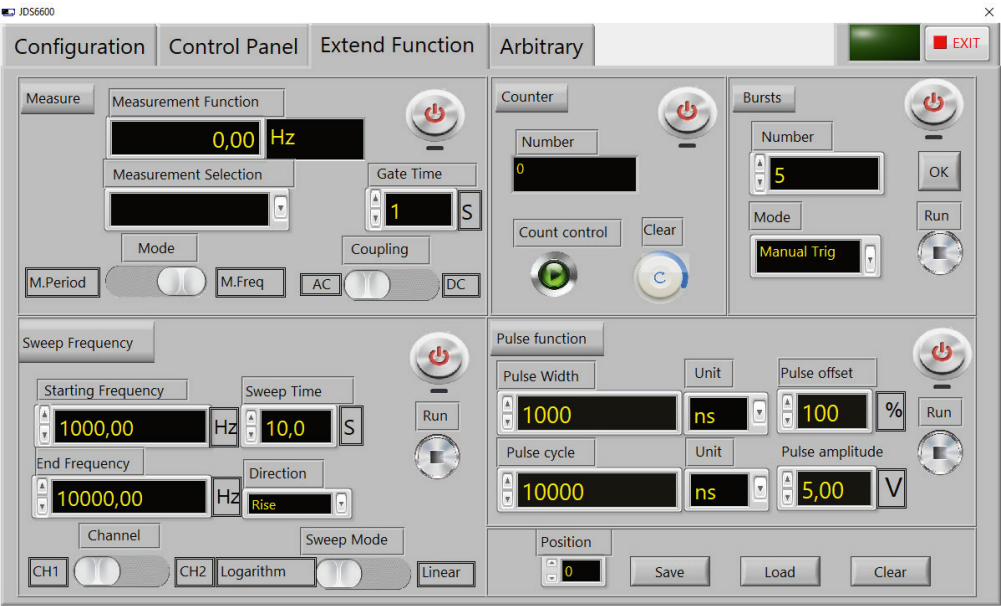 JDS6600
Configuration
Control Panel
Extend Function
Arbitrary
EXIT
Measure
Measurement Function
0,00 Hz
Measurement Selection
Gate Time
1 S
Mode
M.Period
M.Freq
Coupling
AC
DC
Counter
Number
0
Count control
Clear
Bursts
Number
5
OK
Mode
Manual Trig
Run
Sweep Frequency
Starting Frequency
1000,00 Hz
Sweep Time
10,0 S
Run
End Frequency
10000,00 Hz
Direction
Rise
Channel
CH1
CH2
Sweep Mode
Logarithm
Linear
Pulse function
Pulse Width
1000
Unit
ns
Pulse offset
100 %
Run
Pulse cycle
10000
Unit
ns
Pulse amplitude
5,00 V
Position
0
Save
Load
Clear